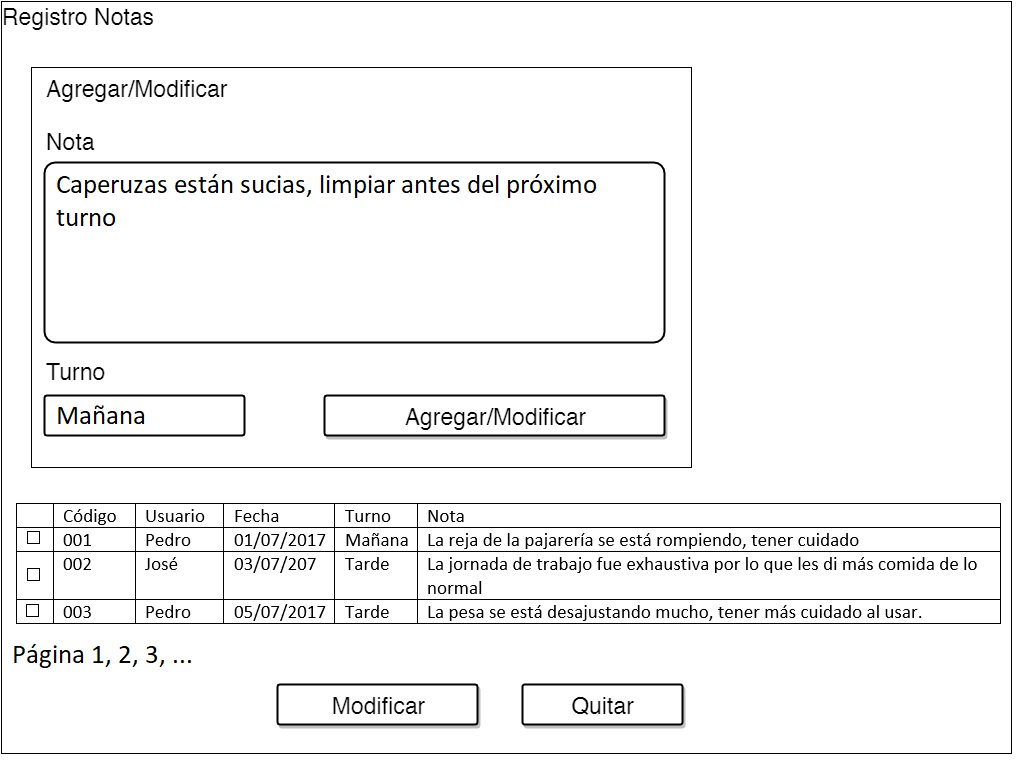 Registro Notas
Agregar/Modificar
Nota
Caperuzas están sucias, limpiar antes del próximo
turno
Turno
Mañana
Agregar/Modificar
Código Usuario Fecha Turno Nota
001 Pedro 01/07/2017 Mañana La reja de la pajarería se está rompiendo, tener cuidado
002 José 03/07/207 Tarde La jornada de trabajo fue exhaustiva por lo que les di más comida de lo
normal
003 Pedro 05/07/2017 Tarde La pesa se está desajustando mucho, tener más cuidado al usar.
Página 1, 2, 3, ...
Modificar Quitar